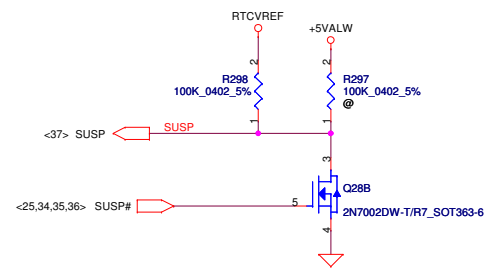 RTCVREF
+5VALW
2
2
R298
100K_0402_5%
R297
100K_0402_5%
@
1
1
<37> SUSP
SUSP
3
Q28B
<25,34,35,36> SUSP#
5
2N7002DW-T/R7_SOT363-6
4